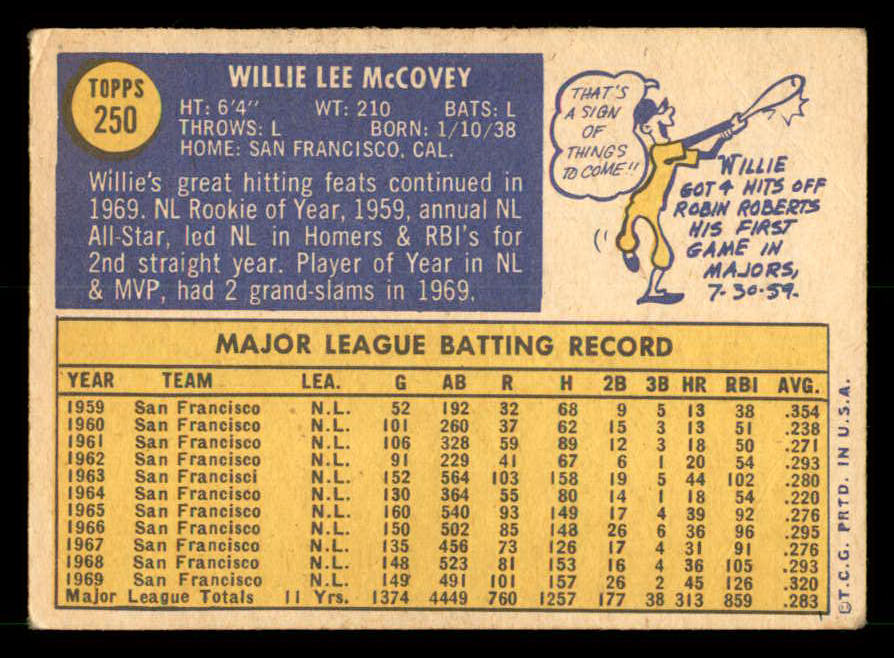 TOPPS
250
WILLIE LEE McCOVEY
HT: 6'4" WT: 210 BATS: L
THROWS: L BORN: 1/10/38
HOME: SAN FRANCISCO, CAL.
Willie's great hitting feats continued in
1969. NL Rookie of Year, 1959, annual NL
All-Star, led NL in Homers & RBI's for
2nd straight year. Player of Year in NL
& MVP, had 2 grand-slams in 1969.
THAT'S
A SIGN
OF
THINGS
TO COME!!
WILLIE
GOT 4 HITS OFF
ROBIN ROBERTS
HIS FIRST
GAME IN
MAJORS,
7-30-59.
MAJOR LEAGUE BATTING RECORD
YEAR TEAM LEA. G AB R H 2B 3B HR RBI AVG.
1959 San Francisco N.L. 52 192 32 68 9 5 13 38 .354
1960 San Francisco N.L. 101 260 37 62 15 3 13 51 .238
1961 San Francisco N.L. 106 328 59 89 12 3 18 50 .271
1962 San Francisco N.L. 91 229 41 67 6 1 20 54 .293
1963 San Francisci N.L. 152 564 103 158 19 5 44 102 .280
1964 San Francisco N.L. 130 364 55 80 14 1 18 54 .220
1965 San Francisco N.L. 160 540 93 149 17 4 39 92 .276
1966 San Francisco N.L. 150 502 85 148 26 6 36 96 .295
1967 San Francisco N.L. 135 456 73 126 17 4 31 91 .276
1968 San Francisco N.L. 148 523 81 153 16 4 36 105 .293
1969 San Francisco N.L. 149 491 101 157 26 2 45 126 .320
Major League Totals 11 Yrs. 1374 4449 760 1257 177 38 313 859 .283
©T.C.G. PRTD. IN U.S.A.